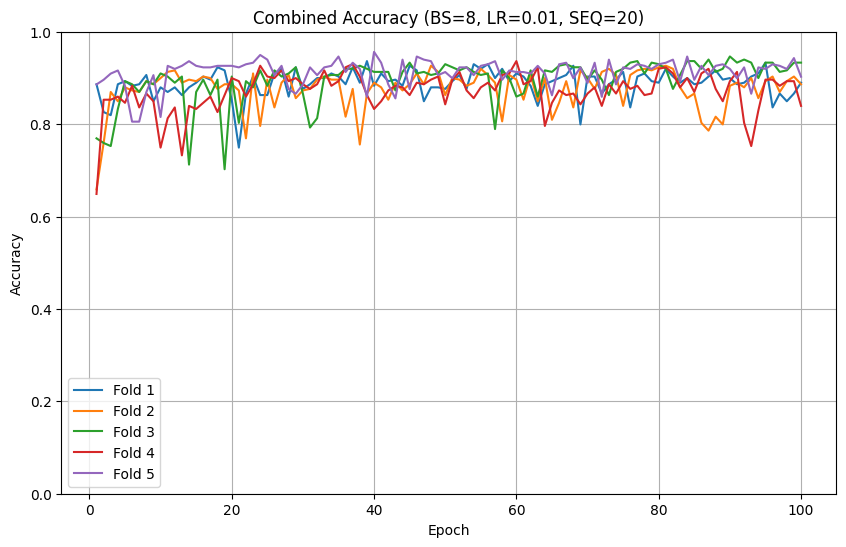 Combined Accuracy (BS=8, LR=0.01, SEQ=20)
1.0
0.8
0.6
0.4
0.2
0.0
Accuracy
Fold 1
Fold 2
Fold 3
Fold 4
Fold 5
0 20 40 60 80 100
Epoch